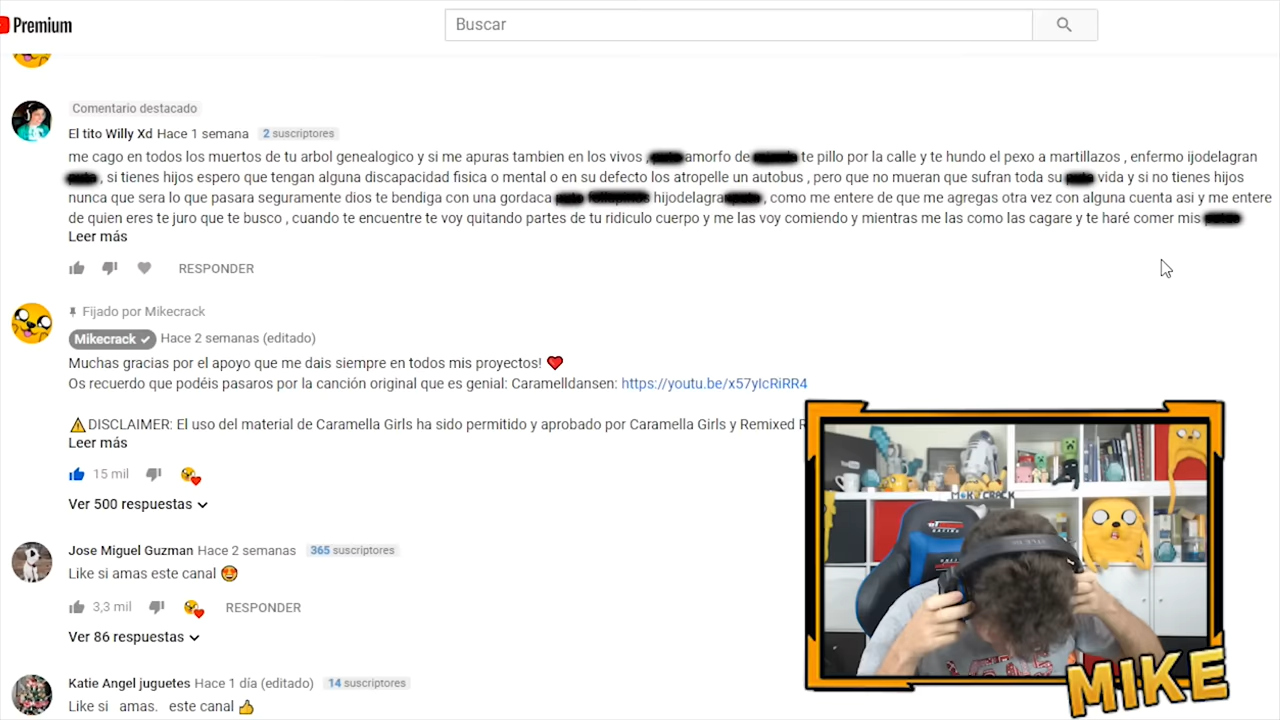 Premium
Buscar
Comentario destacado
El tito Willy Xd Hace 1 semana 2 suscriptores
me cago en todos los muertos de tu arbol genealogico y si me apuras tambien en los vivos , amorfo de te pillo por la calle y te hundo el pexo a martillazos , enfermo ijodelagran
, si tienes hijos espero que tengan alguna discapacidad fisica o mental o en su defecto los atropelle un autobus , pero que no mueran que sufran toda su vida y si no tienes hijos
nunca que sera lo que pasara seguramente dios te bendiga con una gordaca hijodelagra , como me entere de que me agregas otra vez con alguna cuenta asi y me entere
de quien eres te juro que te busco , cuando te encuentre te voy quitando partes de tu ridiculo cuerpo y me las voy comiendo y mientras me las como las cagare y te haré comer mis
Leer más
RESPONDER
Fijado por Mikecrack
Mikecrack Hace 2 semanas (editado)
Muchas gracias por el apoyo que me dais siempre en todos mis proyectos! ❤
Os recuerdo que podéis pasaros por la canción original que es genial: Caramelldansen: https://youtu.be/x57yIcRiRR4
⚠DISCLAIMER: El uso del material de Caramella Girls ha sido permitido y aprobado por Caramella Girls y Remixed R
Leer más
15 mil
Ver 500 respuestas
Jose Miguel Guzman Hace 2 semanas 365 suscriptores
Like si amas este canal 😍
3,3 mil RESPONDER
Ver 86 respuestas
Katie Angel juguetes Hace 1 día (editado) 14 suscriptores
Like si amas. este canal 👍
MIKECRACK
MIKE